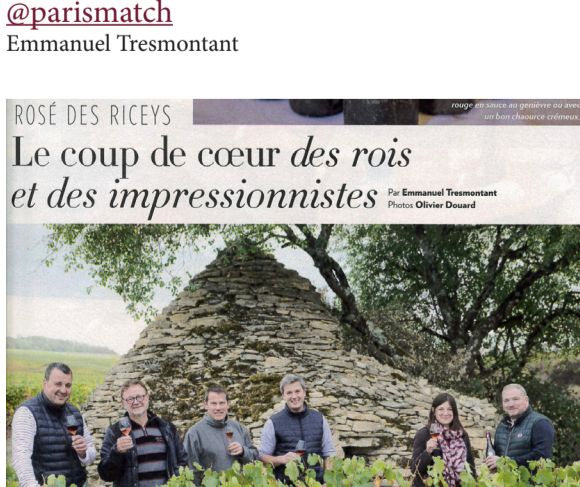 @parismatch
Emmanuel Tresmontant
rouge en sauce au genièvre ou avec
un bon chaource crémeux.
ROSÉ DES RICEYS
Le coup de cœur des rois
et des impressionnistes
Par Emmanuel Tresmontant
Photos Olivier Douard